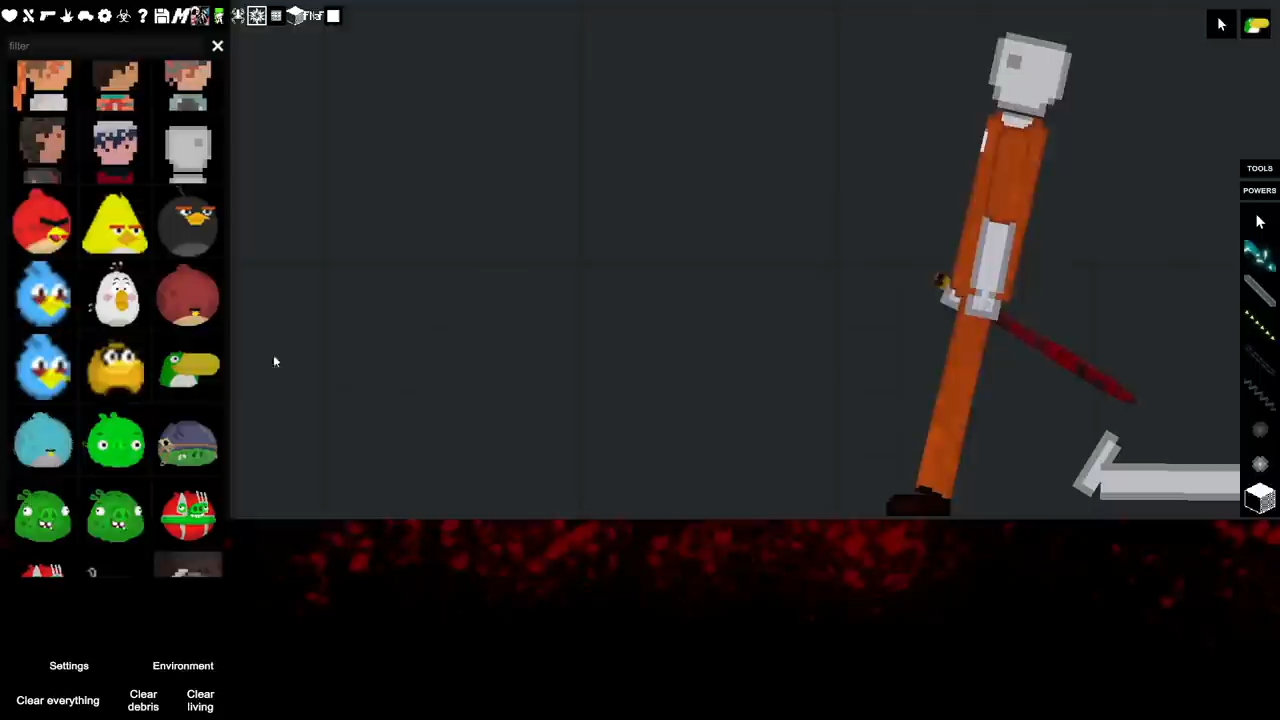 filter
TOOLS
POWERS
Settings
Environment
Clear everything
Clear debris
Clear living